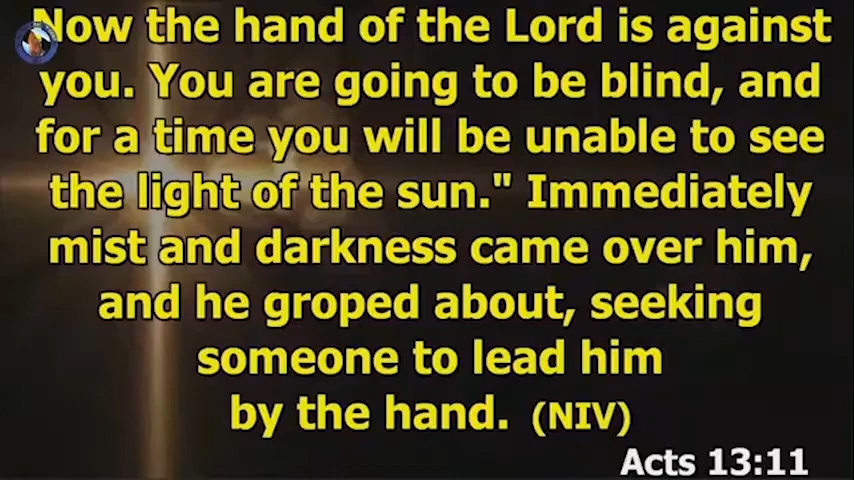 Now the hand of the Lord is against
you. You are going to be blind, and
for a time you will be unable to see
the light of the sun." Immediately
mist and darkness came over him,
and he groped about, seeking
someone to lead him
by the hand. (NIV)
Acts 13:11